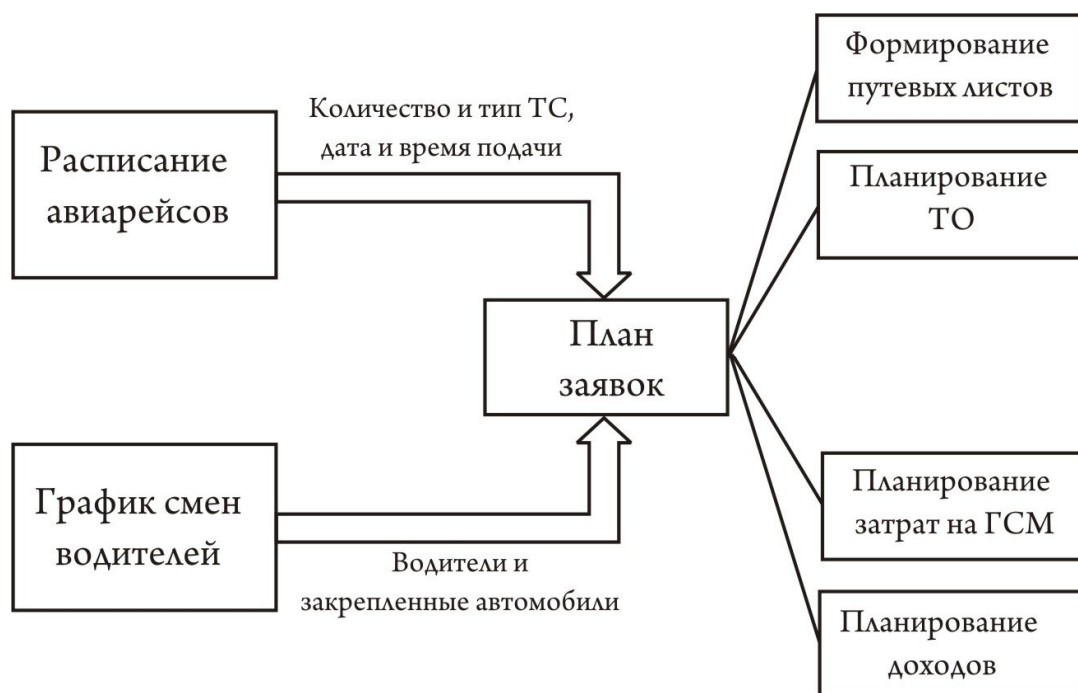 Расписание
авиарейсов
Количество и тип ТС,
дата и время подачи
График смен
водителей
Водители и
закрепленные автомобили
План
заявок
Формирование
путевых листов
Планирование
ТО
Планирование
затрат на ГСМ
Планирование
доходов